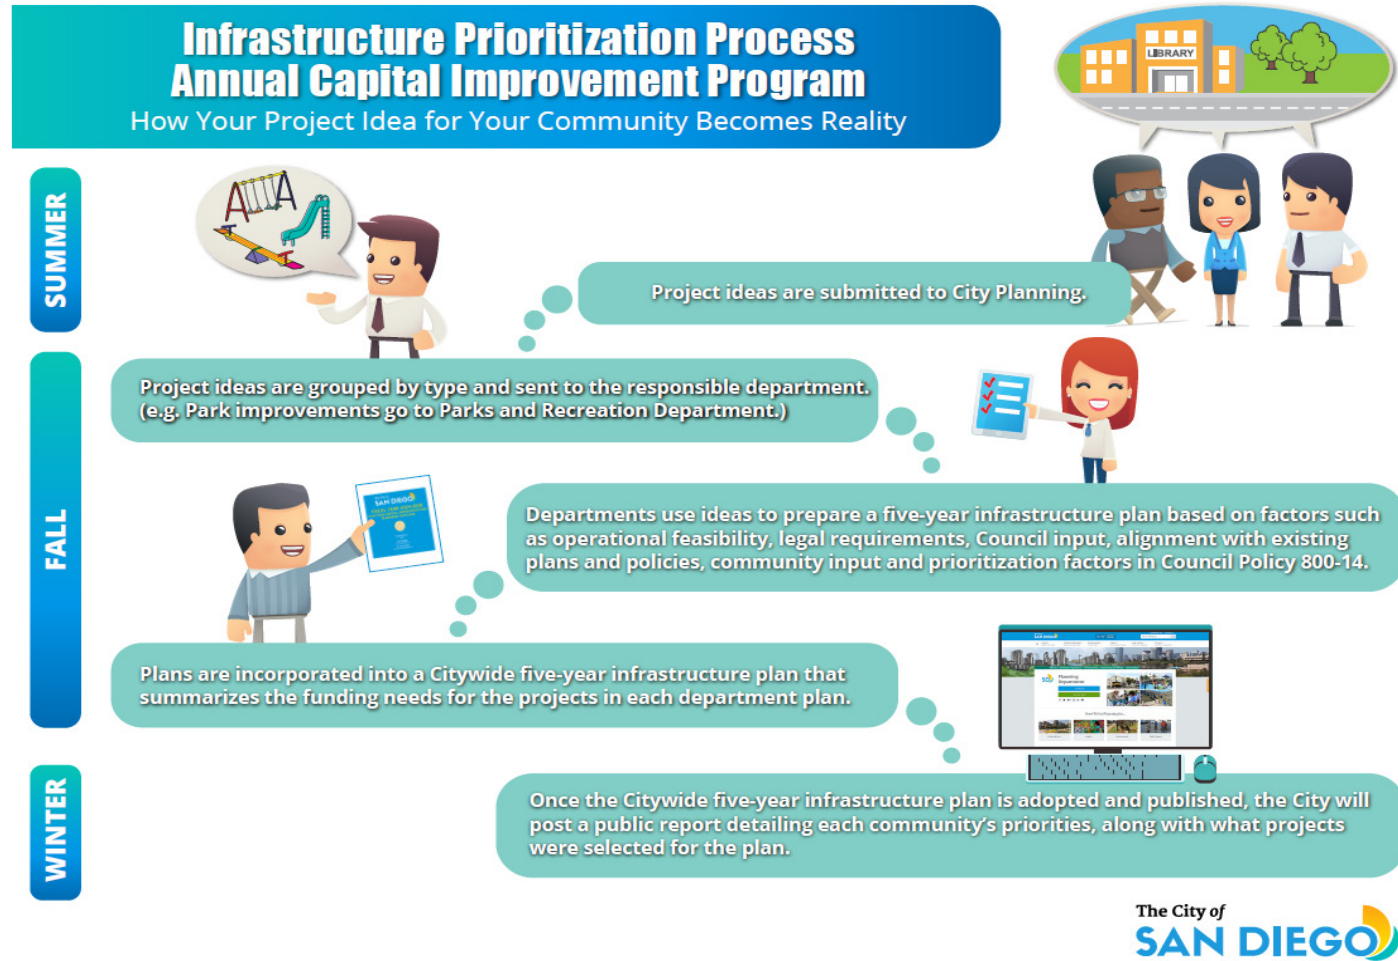 Infrastructure Prioritization Process
Annual Capital Improvement Program
How Your Project Idea for Your Community Becomes Reality
LIBRARY
SUMMER
Project ideas are submitted to City Planning.
FALL
Project ideas are grouped by type and sent to the responsible department.
(e.g. Park improvements go to Parks and Recreation Department.)
SAN DIEGO
Departments use ideas to prepare a five-year infrastructure plan based on factors such
as operational feasibility, legal requirements, Council input, alignment with existing
plans and policies, community input and prioritization factors in Council Policy 800-14.
Plans are incorporated into a Citywide five-year infrastructure plan that
summarizes the funding needs for the projects in each department plan.
Planning
Department
WINTER
Once the Citywide five-year infrastructure plan is adopted and published, the City will
post a public report detailing each community's priorities, along with what projects
were selected for the plan.
The City of
SAN DIEGO